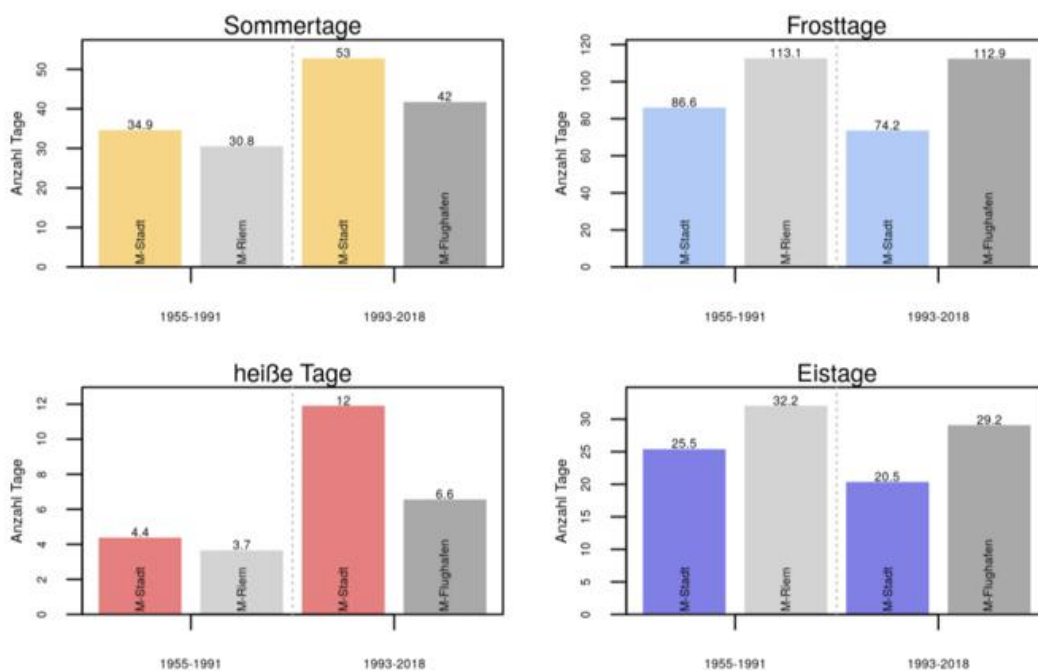 Sommertage
Anzahl Tage
0
10
20
30
40
50
34.9
30.8
53
42
M-Stadt
M-Riem
M-Stadt
M-Flughafen
1955-1991
1993-2018
Frosttage
Anzahl Tage
0
20
40
60
80
100
120
86.6
113.1
74.2
112.9
M-Stadt
M-Riem
M-Stadt
M-Flughafen
1955-1991
1993-2018
heiße Tage
Anzahl Tage
0
2
4
6
8
10
12
4.4
3.7
12
6.6
M-Stadt
M-Riem
M-Stadt
M-Flughafen
1955-1991
1993-2018
Eistage
Anzahl Tage
0
5
10
15
20
25
30
25.5
32.2
20.5
29.2
M-Stadt
M-Riem
M-Stadt
M-Flughafen
1955-1991
1993-2018